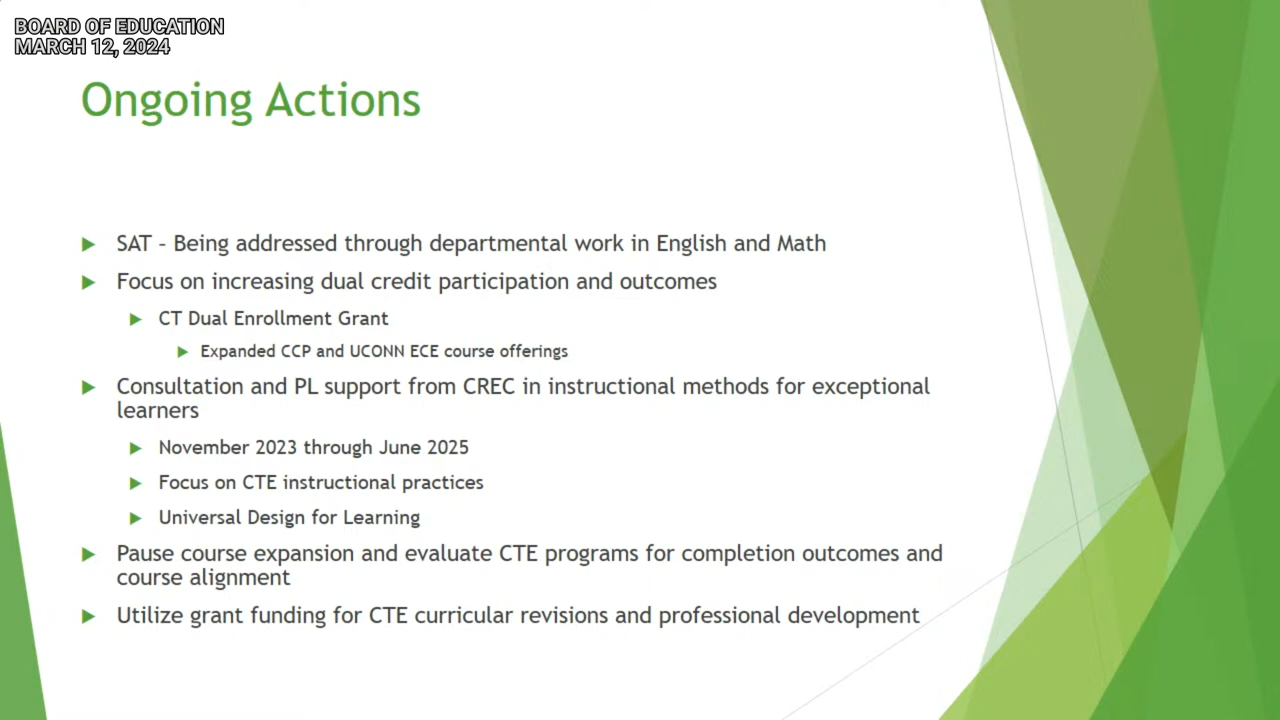 BOARD OF EDUCATION
MARCH 12, 2024
Ongoing Actions
SAT - Being addressed through departmental work in English and Math
Focus on increasing dual credit participation and outcomes
CT Dual Enrollment Grant
Expanded CCP and UCONN ECE course offerings
Consultation and PL support from CREC in instructional methods for exceptional
learners
November 2023 through June 2025
Focus on CTE instructional practices
Universal Design for Learning
Pause course expansion and evaluate CTE programs for completion outcomes and
course alignment
Utilize grant funding for CTE curricular revisions and professional development